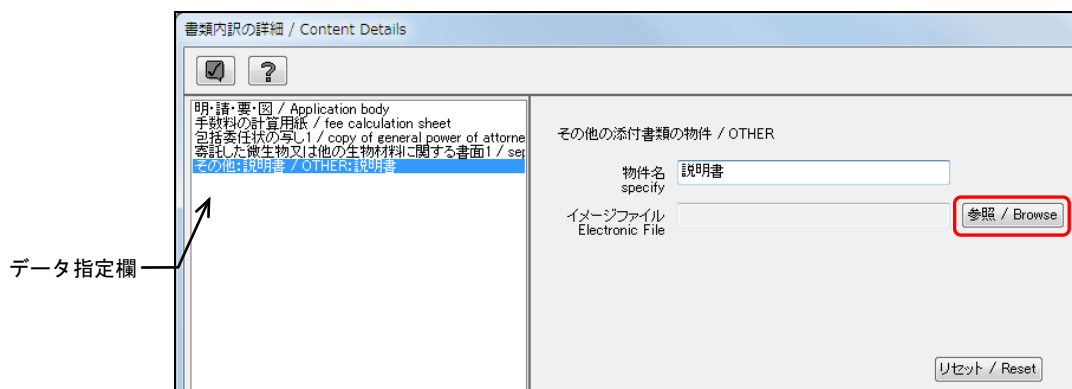 書類内訳の詳細 / Content Details
明・請・要・図 / Application body
手数料の計算用紙 / fee calculation sheet
包括委任状の写し1 / copy of general power of attorne
寄託した微生物又は他の生物材料に関する書面1 / sep
その他:説明書 / OTHER:説明書
その他の添付書類の物件 / OTHER
物件名
specify
説明書
イメージファイル
Electronic File
参照 / Browse
データ指定欄
リセット / Reset